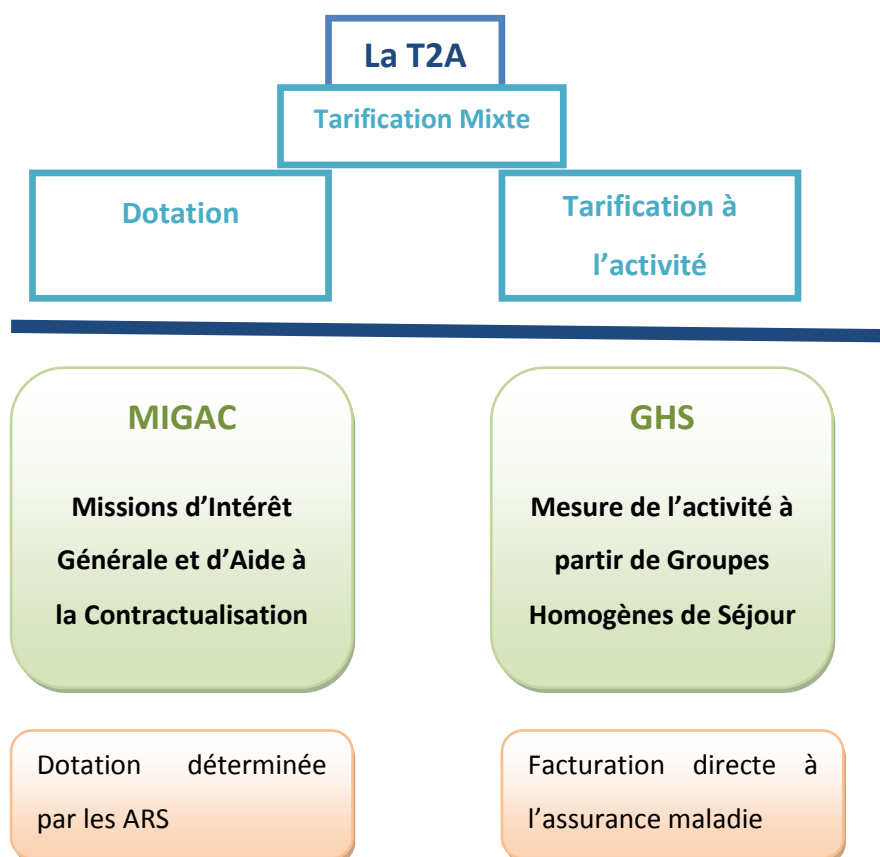 La T2A
Tarification Mixte
Dotation
Tarification à
l’activité
MIGAC
Missions d’Intérêt
Générale et d’Aide à
la Contractualisation
GHS
Mesure de l’activité à
partir de Groupes
Homogènes de Séjour
Dotation déterminée
par les ARS
Facturation directe à
l’assurance maladie